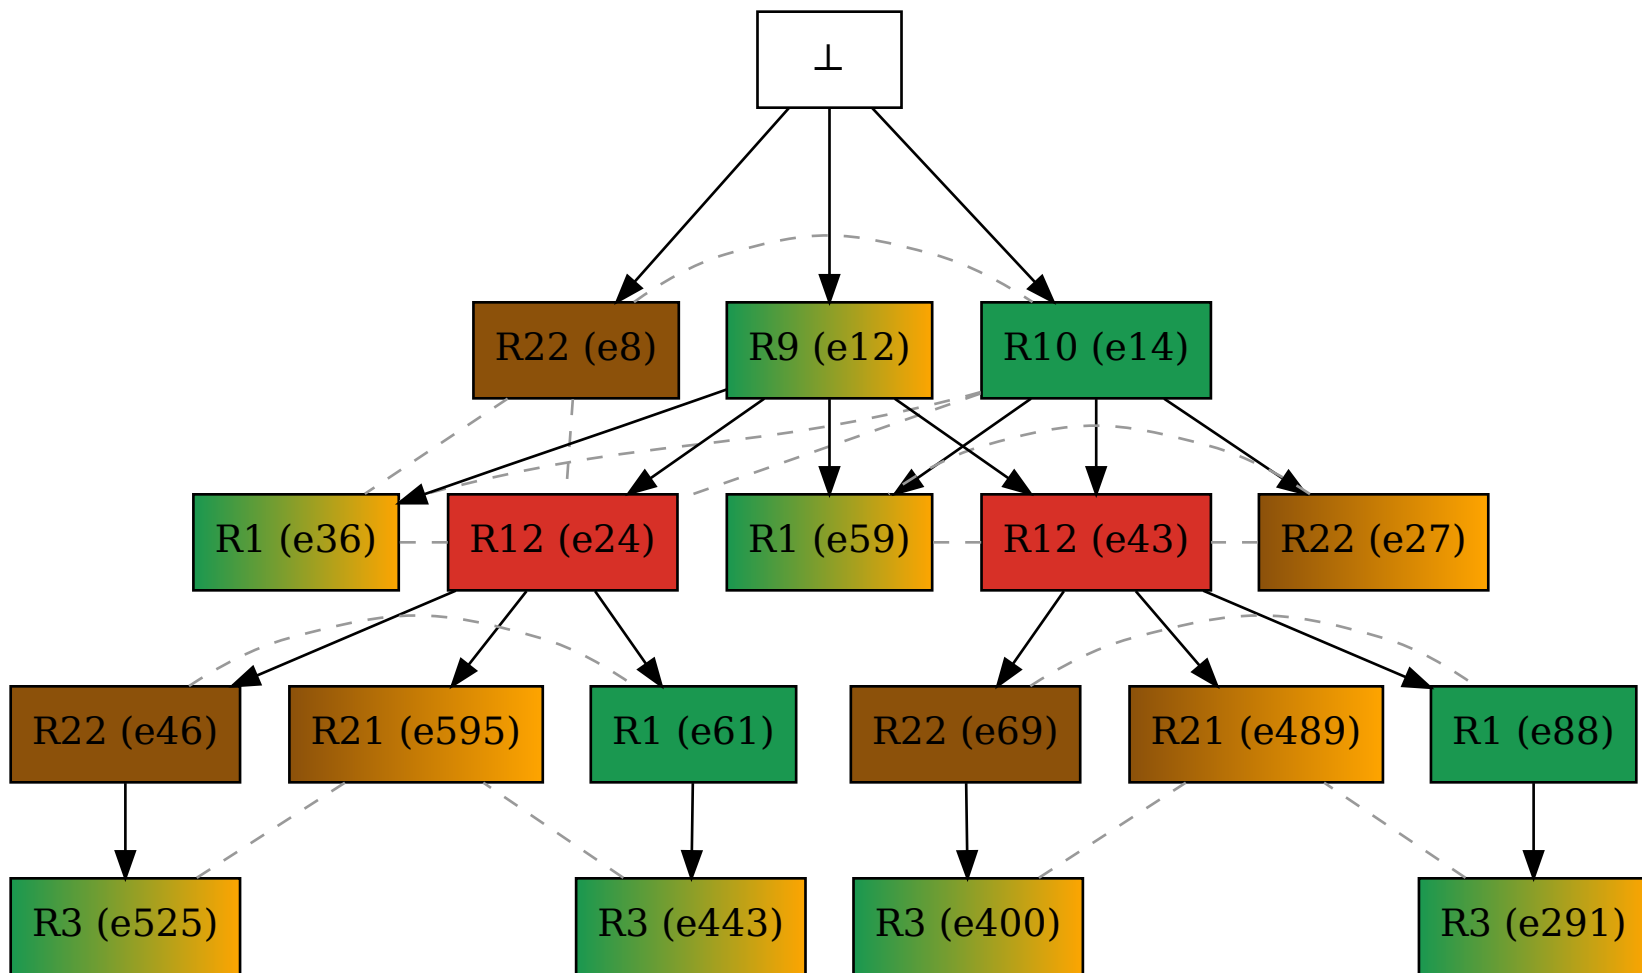 ⊥
R22 (e8)
R9 (e12)
R10 (e14)
R1 (e36)
R12 (e24)
R1 (e59)
R12 (e43)
R22 (e27)
R22 (e46)
R21 (e595)
R1 (e61)
R22 (e69)
R21 (e489)
R1 (e88)
R3 (e525)
R3 (e443)
R3 (e400)
R3 (e291)